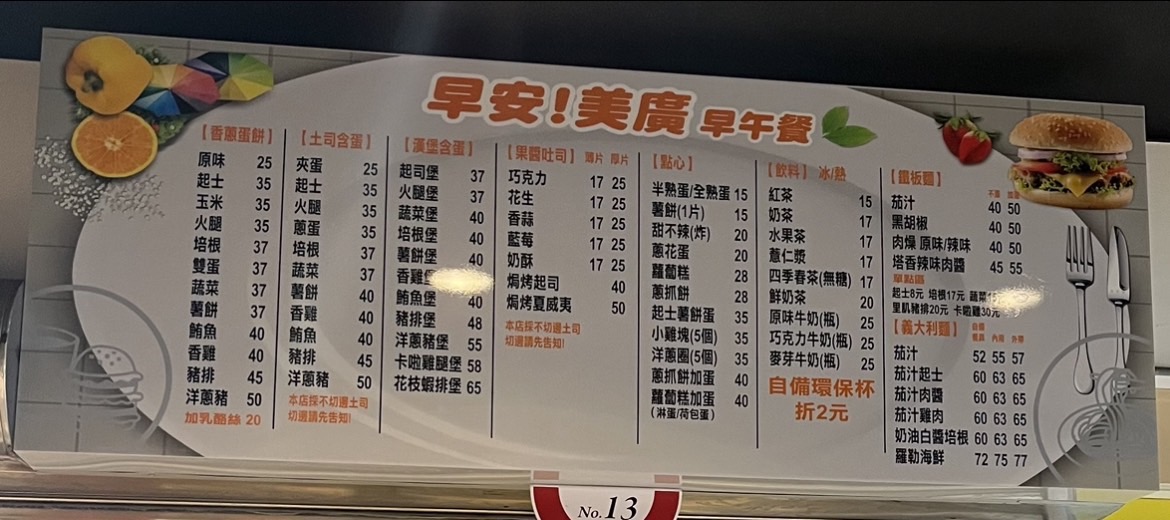 早安!美廣 早午餐
【香蔥蛋餅】
原味 25
起士 35
玉米 35
火腿 35
培根 37
雙蛋 37
蔬菜 37
薯餅 37
鮪魚 40
香雞 40
豬排 45
洋蔥豬 50
加乳酪絲 20
【土司含蛋】
夾蛋 25
起士 35
火腿 35
蔥蛋 35
培根 37
蔬菜 37
薯餅 40
香雞 40
鮪魚 40
豬排 45
洋蔥豬 50
本店採不切邊土司
切邊請先告知!
【漢堡含蛋】
起司堡 37
火腿堡 37
蔬菜堡 40
培根堡 40
薯餅堡 40
香雞 40
鮪魚堡 40
豬排堡 48
洋蔥豬堡 55
卡啦雞腿堡 58
花枝蝦排堡 65
【果醬吐司】 薄片 厚片
巧克力 17 25
花生 17 25
香蒜 17 25
藍莓 17 25
奶酥 17 25
焗烤起司 40
焗烤夏威夷 50
本店採不切邊土司
切邊請先告知!
【點心】
半熟蛋/全熟蛋 15
薯餅(1片) 15
甜不辣(炸) 20
蔥花蛋 20
蘿蔔糕 28
蔥抓餅 28
起士薯餅蛋 35
小雞塊(5個) 35
洋蔥圈(5個) 35
蔥抓餅加蛋 40
蘿蔔糕加蛋 40
(淋蛋/荷包蛋)
【飲料】 冰/熱
紅茶 15
奶茶 17
水果茶 17
薏仁漿 17
四季春茶(無糖) 17
鮮奶茶 20
原味牛奶(瓶) 25
巧克力牛奶(瓶) 25
麥芽牛奶(瓶) 25
自備環保杯
折2元
【鐵板麵】
茄汁 40 50
黑胡椒 40 50
肉燥 原味/辣味 40 50
塔香辣味肉醬 45 55
單點區
起士8元 培根17元 蔬菜
里肌豬排20元 卡啦雞30元
【義大利麵】 自備餐具 內用 外帶
茄汁 52 55 57
茄汁起士 60 63 65
茄汁肉醬 60 63 65
茄汁雞肉 60 63 65
奶油白醬培根 60 63 65
羅勒海鮮 72 75 77
No.13